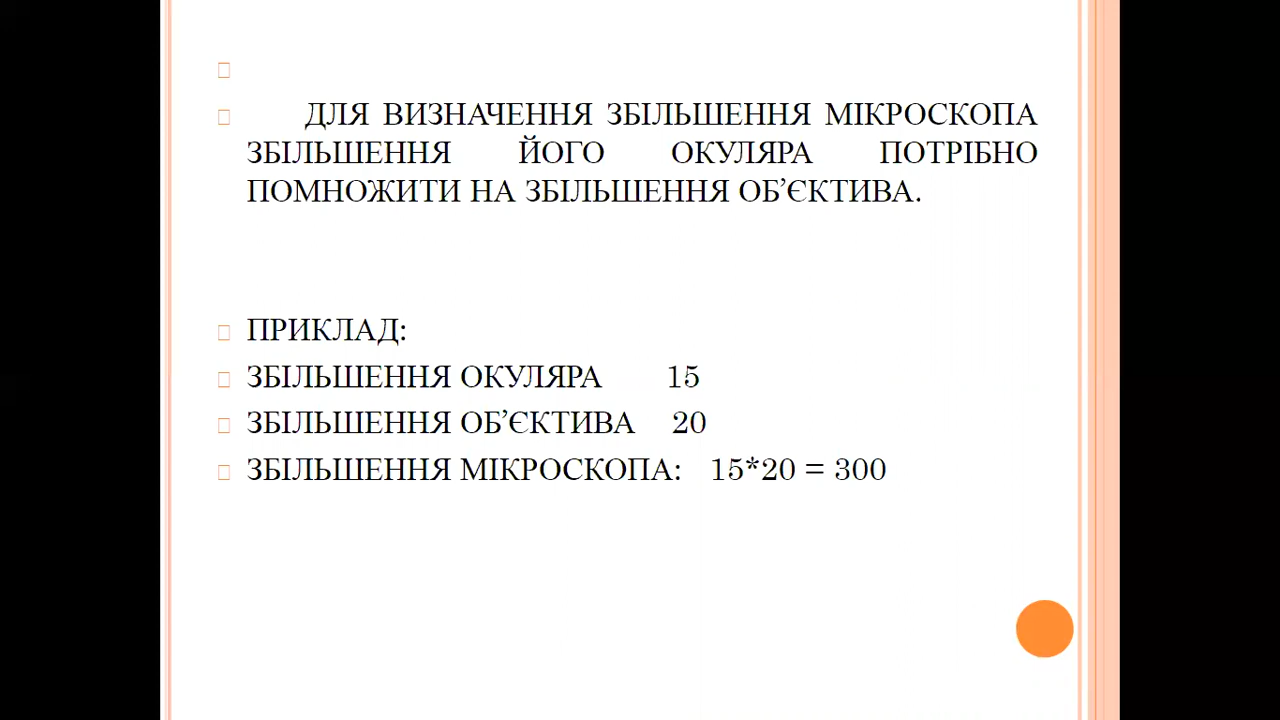 ДЛЯ ВИЗНАЧЕННЯ ЗБІЛЬШЕННЯ МІКРОСКОПА
ЗБІЛЬШЕННЯ ЙОГО ОКУЛЯРА ПОТРІБНО
ПОМНОЖИТИ НА ЗБІЛЬШЕННЯ ОБ’ЄКТИВА.
ПРИКЛАД:
ЗБІЛЬШЕННЯ ОКУЛЯРА 15
ЗБІЛЬШЕННЯ ОБ’ЄКТИВА 20
ЗБІЛЬШЕННЯ МІКРОСКОПА: 15*20 = 300